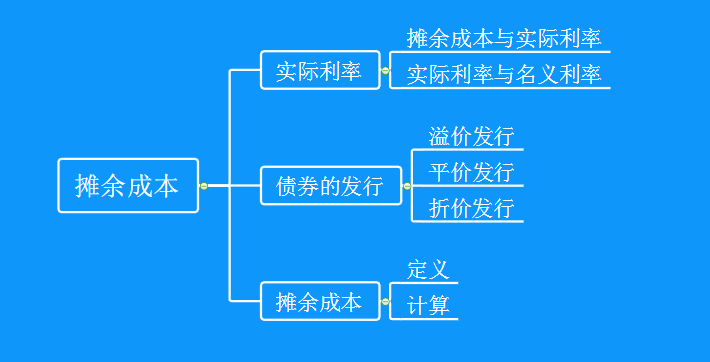 摊余成本
实际利率
摊余成本与实际利率
实际利率与名义利率
债券的发行
溢价发行
平价发行
折价发行
摊余成本
定义
计算